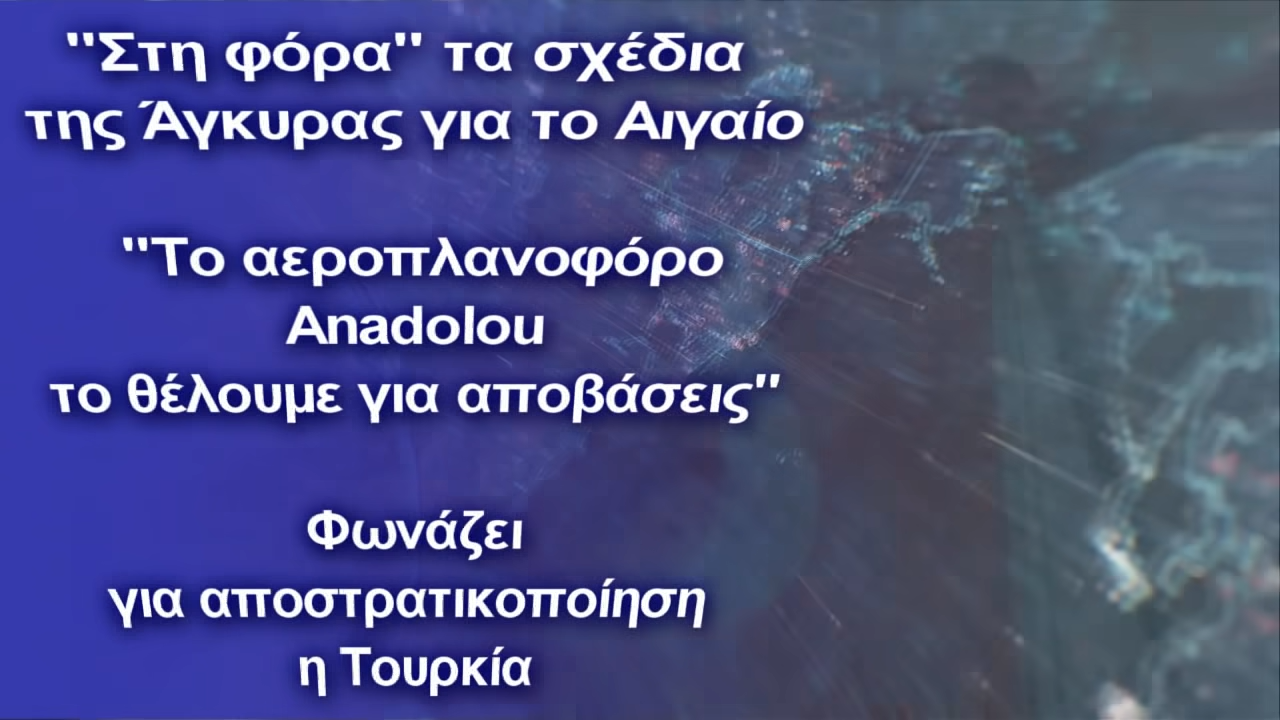 "Στη φόρα" τα σχέδια
της Άγκυρας για το Αιγαίο
"Το αεροπλανοφόρο
Anadolou
το θέλουμε για αποβάσεις"
Φωνάζει
για αποστρατικοποίηση
η Τουρκία